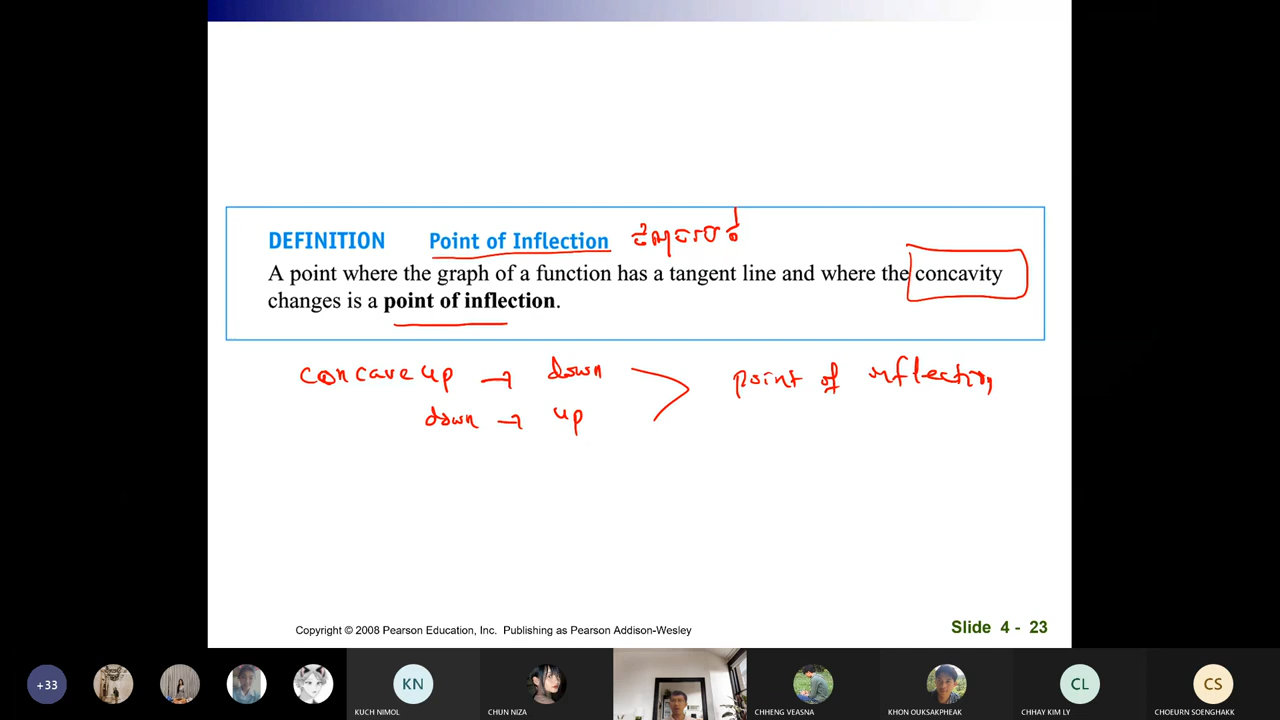 DEFINITION Point of Inflection
A point where the graph of a function has a tangent line and where the concavity
changes is a point of inflection.
concave up → down
down → up
point of inflection
Copyright © 2008 Pearson Education, Inc. Publishing as Pearson Addison-Wesley
Slide 4 - 23
+33
KN
CL
CS
KUCH NIMOL
CHUN NIZA
CHHENG VEASNA
KHON OUKSAKPHEAK
CHHAY KIM LY
CHOEURN SOENGHAKK